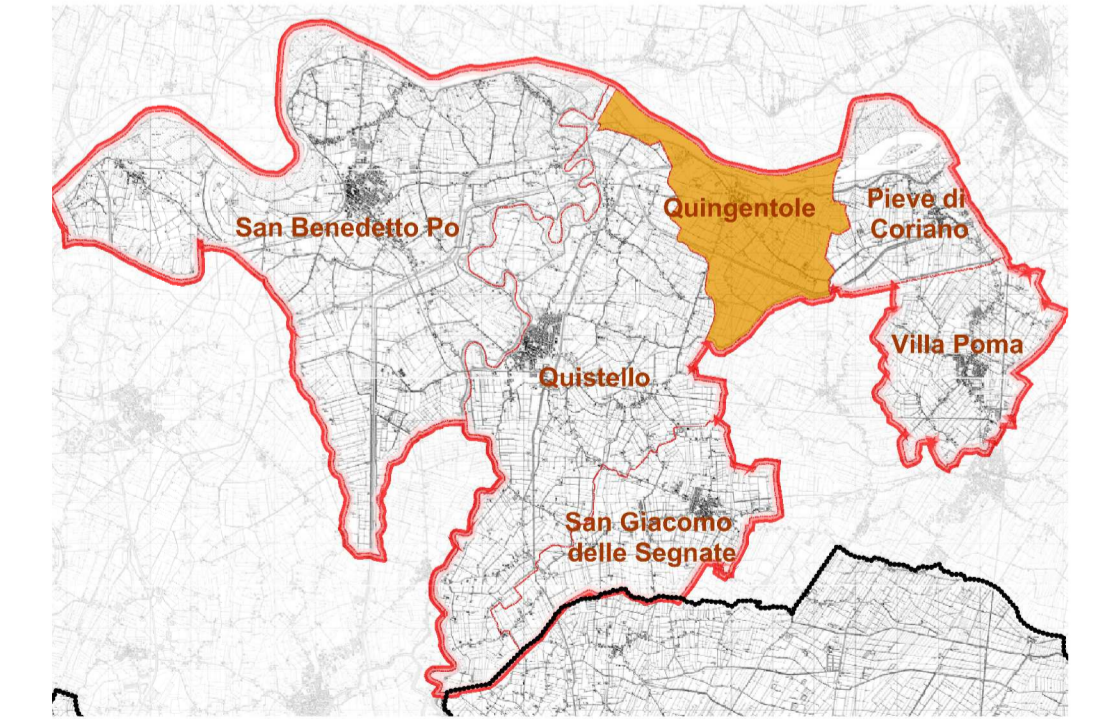 San Benedetto Po
Quingentole
Pieve di
Coriano
Villa Poma
Quistello
San Giacomo
delle Segnate